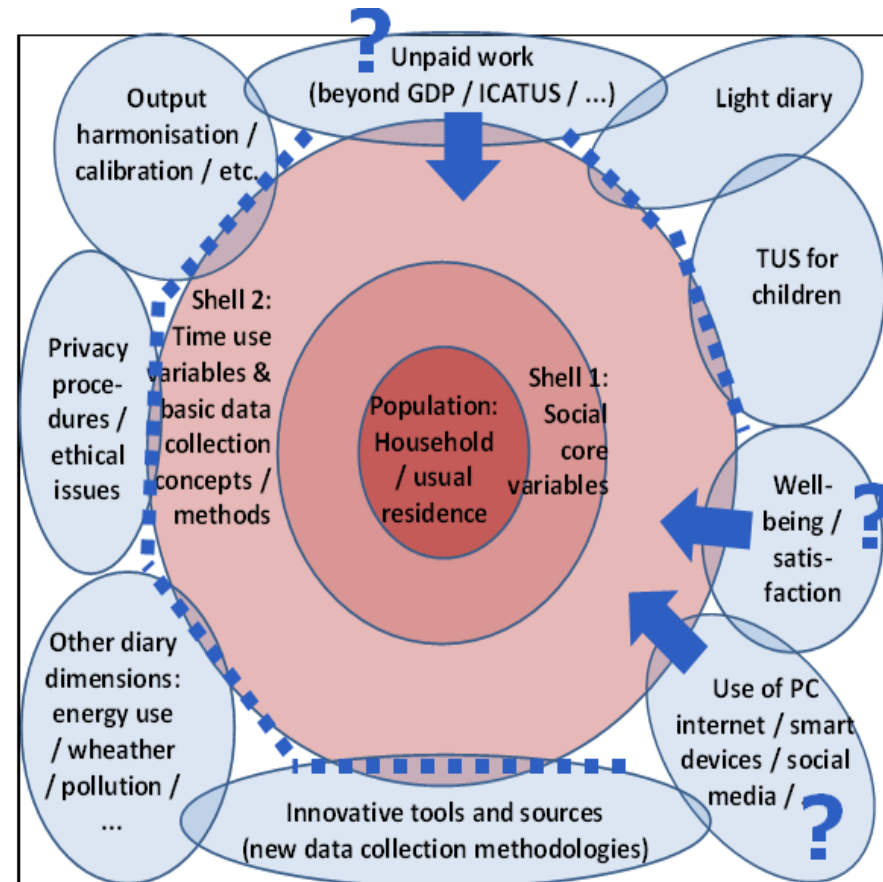 ?
Unpaid work
(beyond GDP / ICATUS / ...)
Output
harmonisation /
calibration / etc.
Light diary
TUS for
children
Privacy
proce-
dures /
ethical
issues
Shell 2:
Time use
variables &
basic data
collection
concepts /
methods
Population:
Household
/ usual
residence
Shell 1:
Social
core
variables
Well-
being /
satis-
faction
?
Other diary
dimensions:
energy use
/ wheather
/ pollution /
...
Use of PC
internet / smart
devices / social
media / ...
?
Innovative tools and sources
(new data collection methodologies)